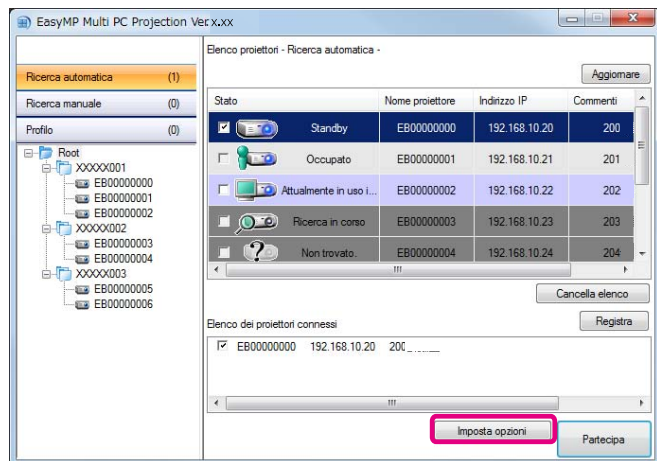 EasyMP Multi PC Projection Ver.x.xx
Elenco proiettori - Ricerca automatica -
Ricerca automatica (1)
Aggiornare
Ricerca manuale (0)
Profilo (0)
Root
XXXXX001
EB00000000
EB00000001
EB00000002
XXXXX002
EB00000003
EB00000004
XXXXX003
EB00000005
EB00000006
Stato Nome proiettore Indirizzo IP Commenti
Standby EB00000000 192.168.10.20 200
Occupato EB00000001 192.168.10.21 201
Attualmente in uso i... EB00000002 192.168.10.22 202
Ricerca in corso EB00000003 192.168.10.23 203
Non trovato. EB00000004 192.168.10.24 204
Cancella elenco
Elenco dei proiettori connessi
Registra
EB00000000 192.168.10.20 200
Imposta opzioni
Partecipa